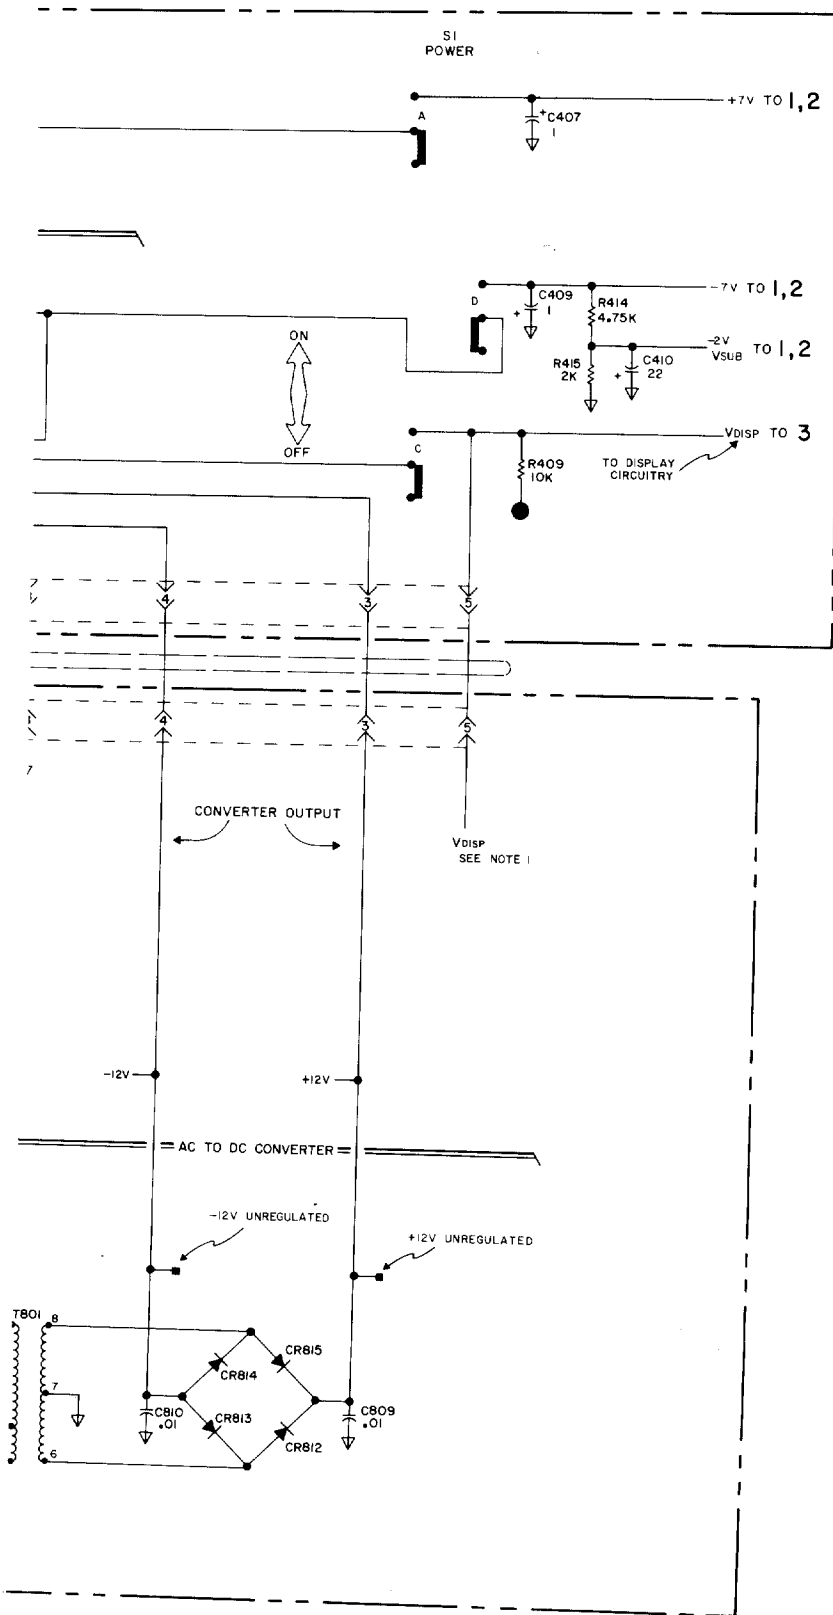 S1
POWER
+7V TO 1,2
A
+
C407
1
-7V TO 1,2
D
C409
1
+
R414
4.75K
-2V
VSUB TO 1,2
R415
2K
C410
22
+
ON
OFF
VDISP TO 3
C
R409
10K
TO DISPLAY
CIRCUITRY
4
3
5
4
3
5
7
CONVERTER OUTPUT
VDISP
SEE NOTE 1
-12V
+12V
AC TO DC CONVERTER
-12V UNREGULATED
+12V UNREGULATED
T801
8
CR815
CR814
7
C810
.01
CR813
C809
.01
CR812
6